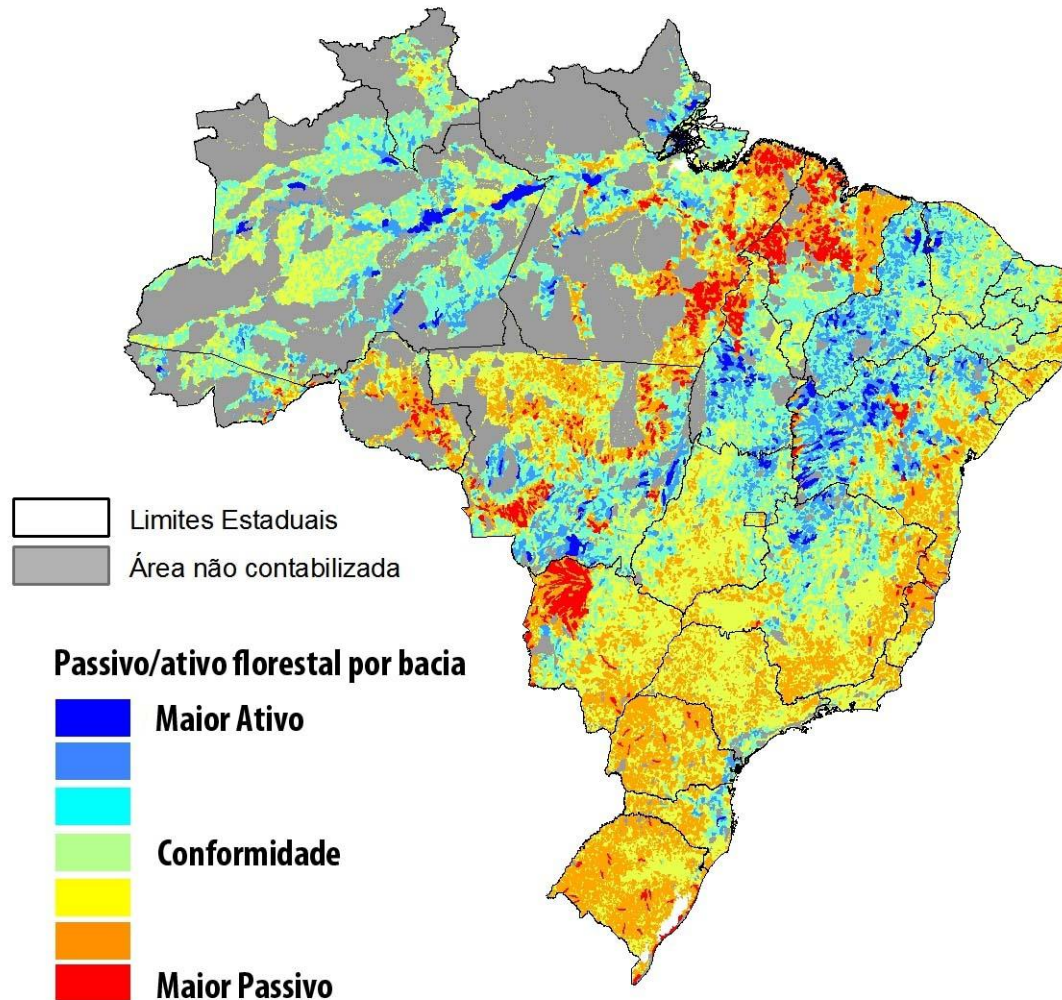 Limites Estaduais
Área não contabilizada
Passivo/ativo florestal por bacia
Maior Ativo
Conformidade
Maior Passivo